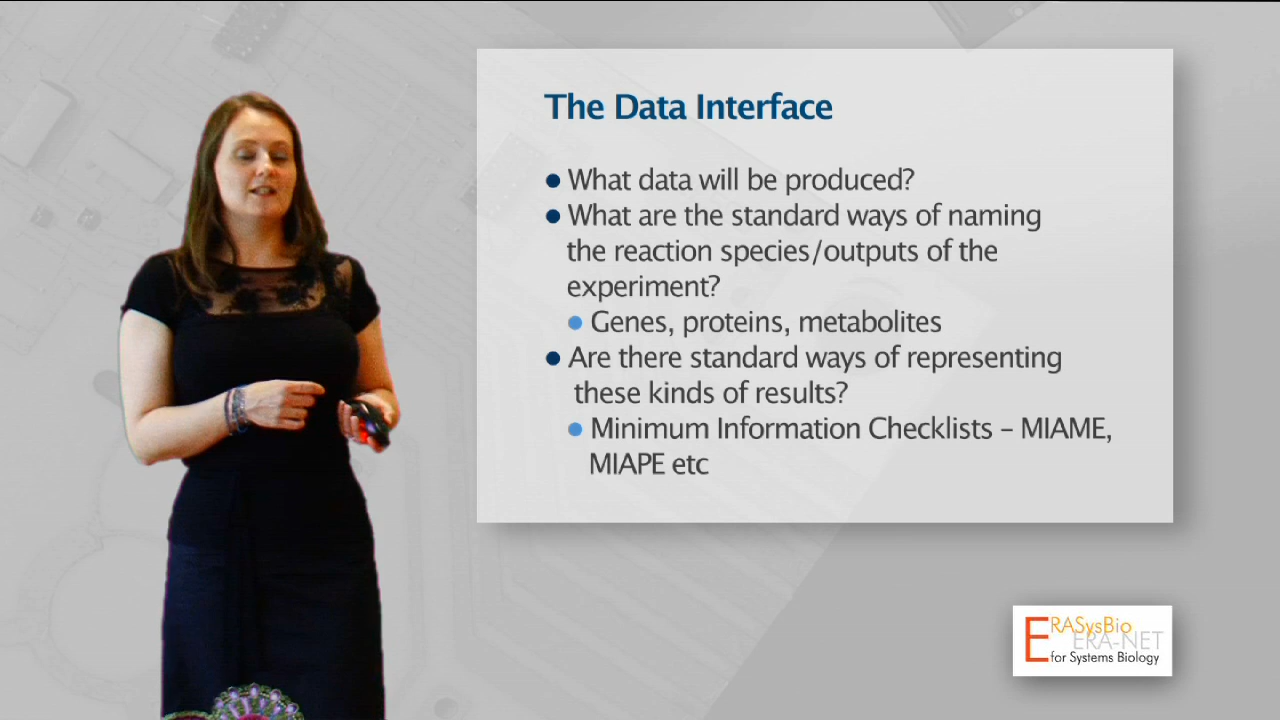 The Data Interface
What data will be produced?
What are the standard ways of naming
the reaction species/outputs of the
experiment?
Genes, proteins, metabolites
Are there standard ways of representing
these kinds of results?
Minimum Information Checklists – MIAME,
MIAPE etc
ERASysBio
ERA-NET
for Systems Biology